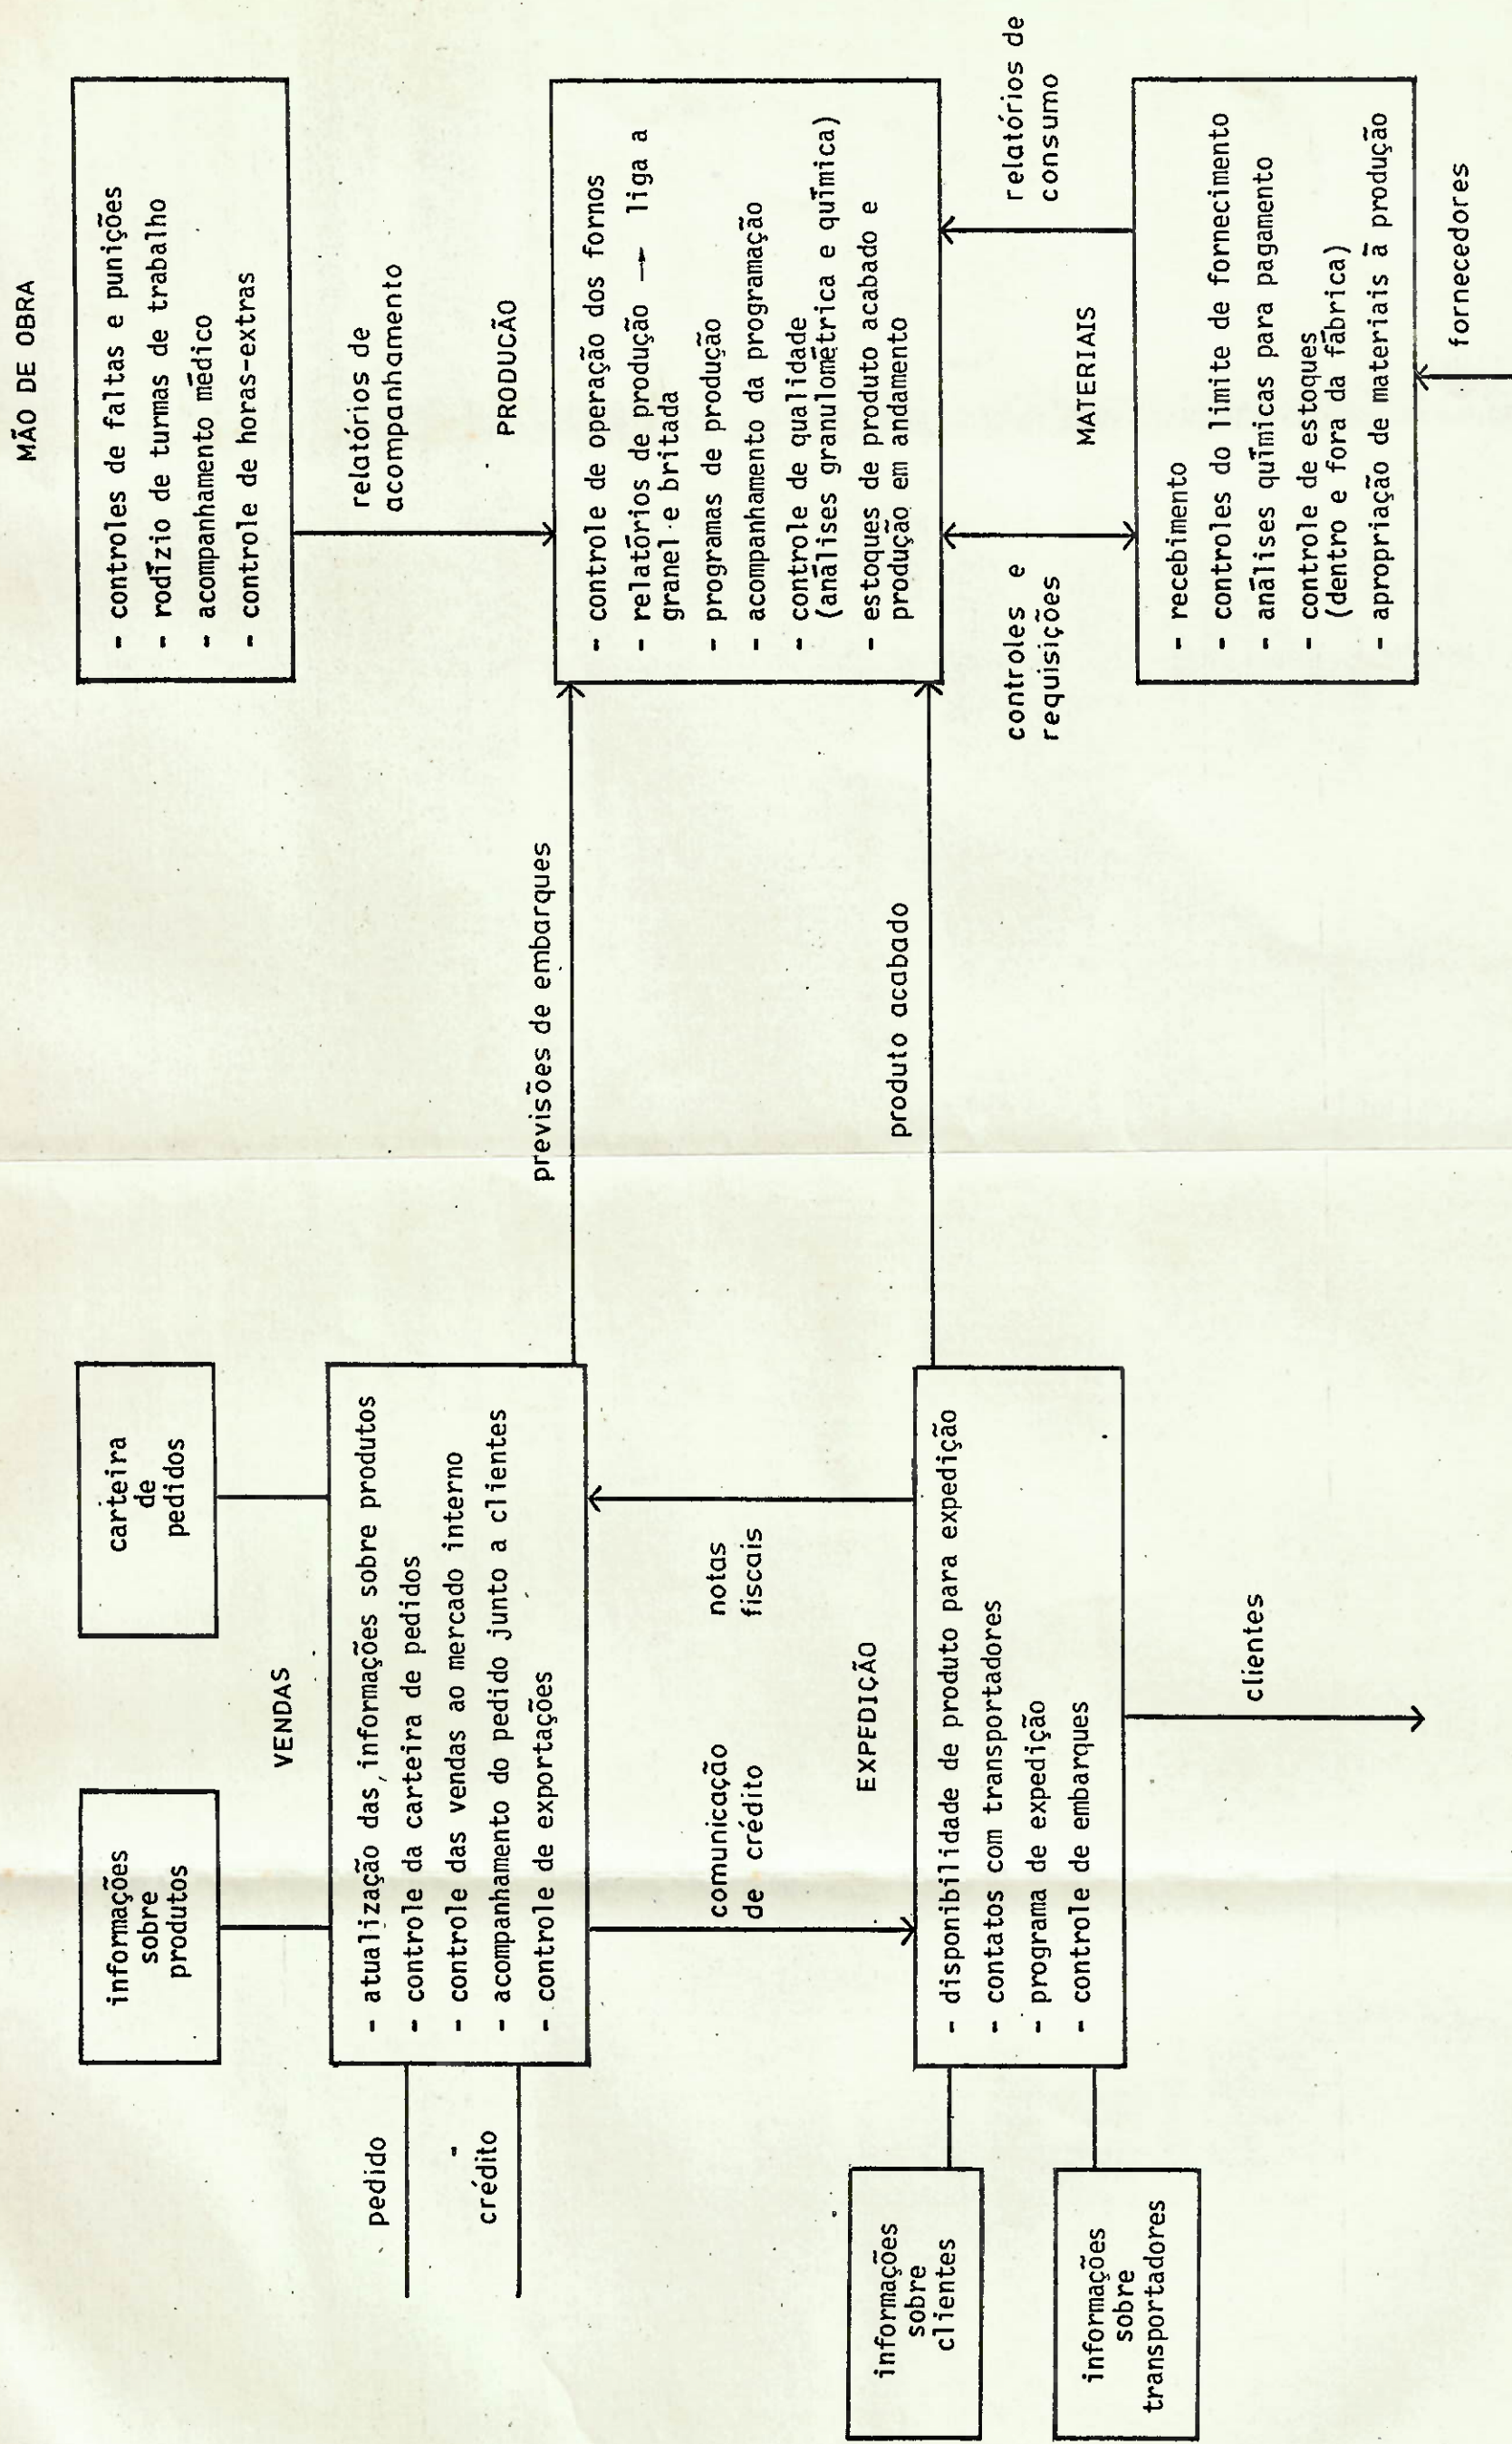 informações
sobre
produtos
carteira
de
pedidos
VENDAS
pedido
crédito
- atualização das informações sobre produtos
- controle da carteira de pedidos
- controle das vendas ao mercado interno
- acompanhamento do pedido junto a clientes
- controle de exportações
comunicação
de crédito
notas
fiscais
EXPEDIÇÃO
informações
sobre
clientes
informações
sobre
transportadores
- disponibilidade de produto para expedição
- contatos com transportadores
- programa de expedição
- controle de embarques
clientes
previsões de embarques
produto acabado
MÃO DE OBRA
- controles de faltas e punições
- rodízio de turmas de trabalho
- acompanhamento médico
- controle de horas-extras
relatórios de
acompanhamento
PRODUCÃO
- controle de operação dos fornos
- relatórios de produção → liga a
granel e britada
- programas de produção
- acompanhamento da programação
- controle de qualidade
(análises granulométrica e química)
- estoques de produto acabado e
produção em andamento
controles e
requisições
MATERIAIS
relatórios de
consumo
- recebimento
- controles do limite de fornecimento
- análises químicas para pagamento
- controle de estoques
(dentro e fora da fábrica)
- apropriação de materiais à produção
fornecedores